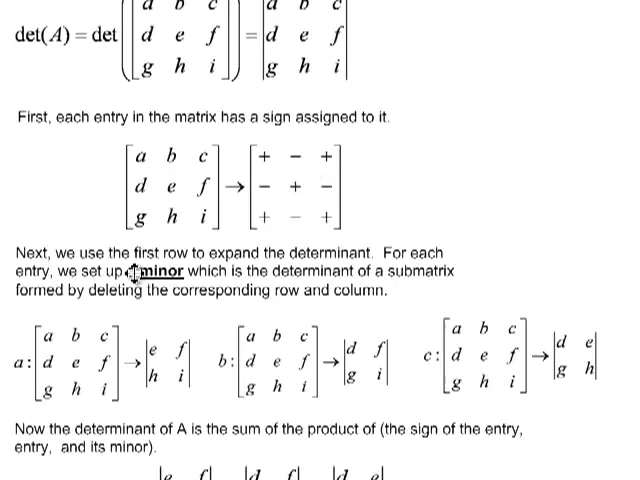 a b c a b c
det(A) = det d e f = d e f
g h i g h i
First, each entry in the matrix has a sign assigned to it.
a b c + − +
d e f → − + −
g h i + − +
Next, we use the first row to expand the determinant. For each
entry, we set up minor which is the determinant of a submatrix
formed by deleting the corresponding row and column.
a: [a b c d e f g h i] → |e f h i| b: [a b c d e f g h i] → |d f g i| c: [a b c d e f g h i] → |d e g h|
Now the determinant of A is the sum of the product of (the sign of the entry,
entry, and its minor).
|e f| |d f| |d e|